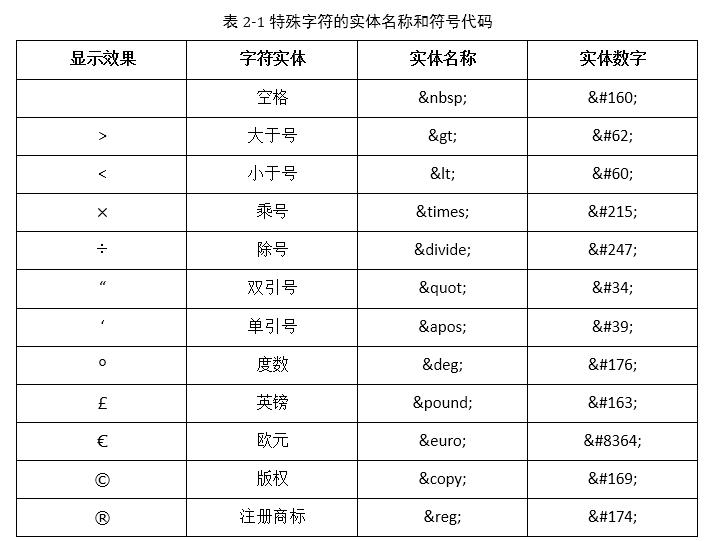 表 2-1 特殊字符的实体名称和符号代码
显示效果 字符实体 实体名称 实体数字
空格 &nbsp; &#160;
> 大于号 &gt; &#62;
< 小于号 &lt; &#60;
× 乘号 &times; &#215;
÷ 除号 &divide; &#247;
“ 双引号 &quot; &#34;
‘ 单引号 &apos; &#39;
° 度数 &deg; &#176;
£ 英镑 &pound; &#163;
€ 欧元 &euro; &#8364;
© 版权 &copy; &#169;
® 注册商标 &reg; &#174;